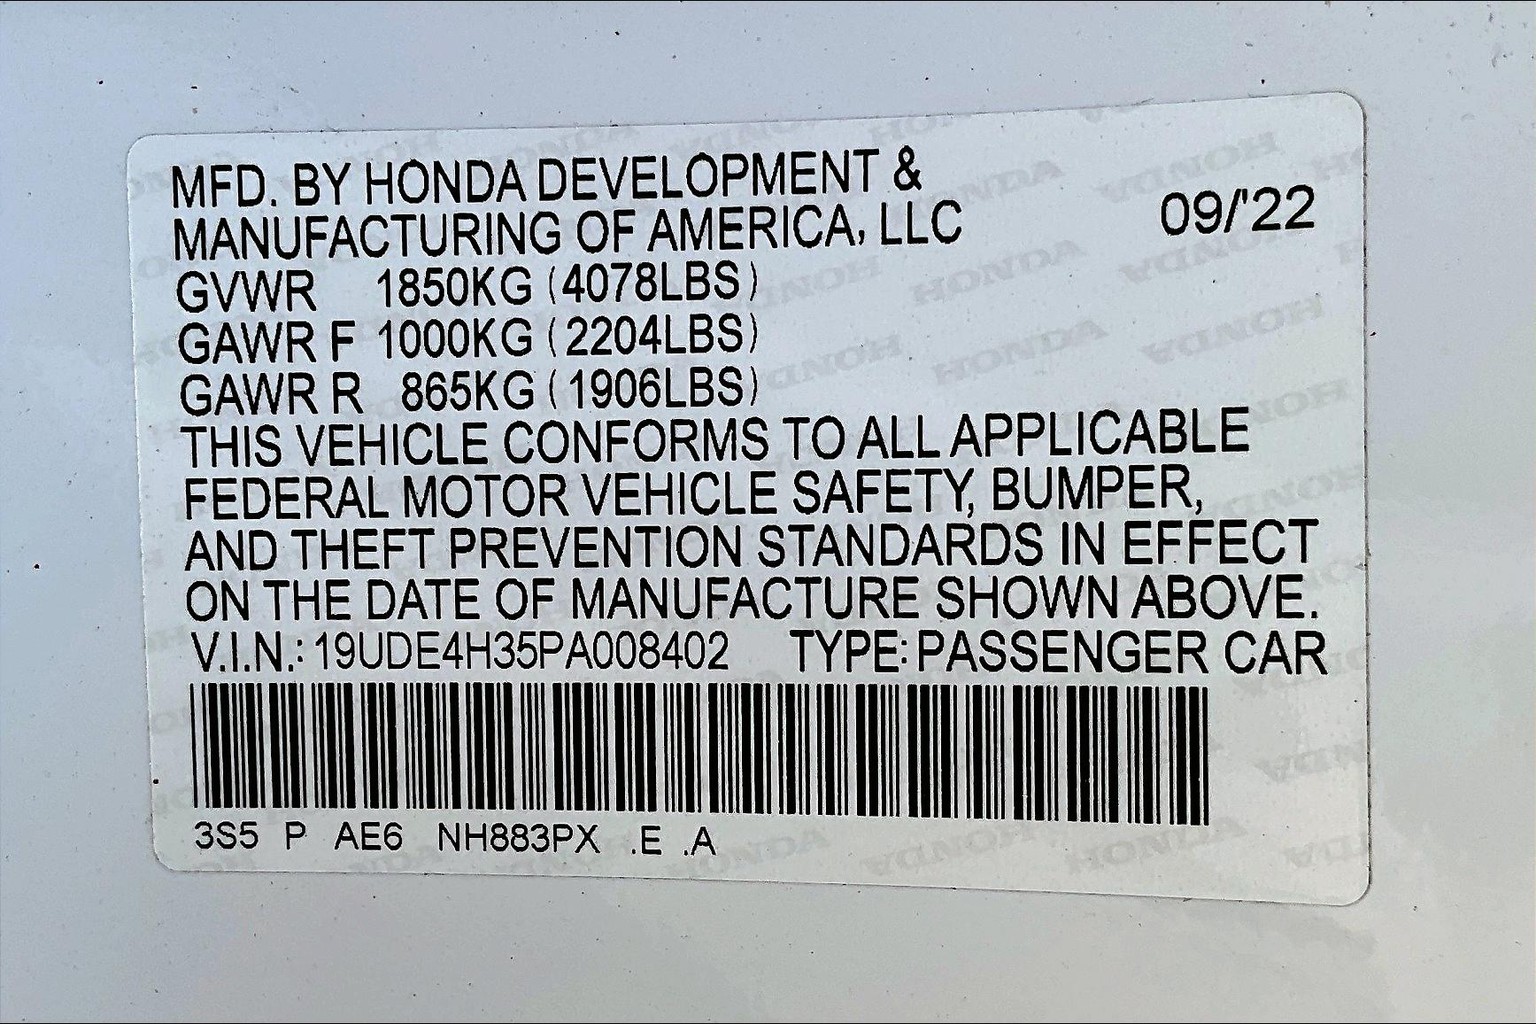 MFD. BY HONDA DEVELOPMENT &
MANUFACTURING OF AMERICA, LLC 09/'22
GVWR 1850KG (4078LBS)
GAWR F 1000KG (2204LBS)
GAWR R 865KG (1906LBS)
THIS VEHICLE CONFORMS TO ALL APPLICABLE
FEDERAL MOTOR VEHICLE SAFETY, BUMPER,
AND THEFT PREVENTION STANDARDS IN EFFECT
ON THE DATE OF MANUFACTURE SHOWN ABOVE.
V.I.N.: 19UDE4H35PA008402 TYPE: PASSENGER CAR
3S5 P AE6 NH883PX .E .A